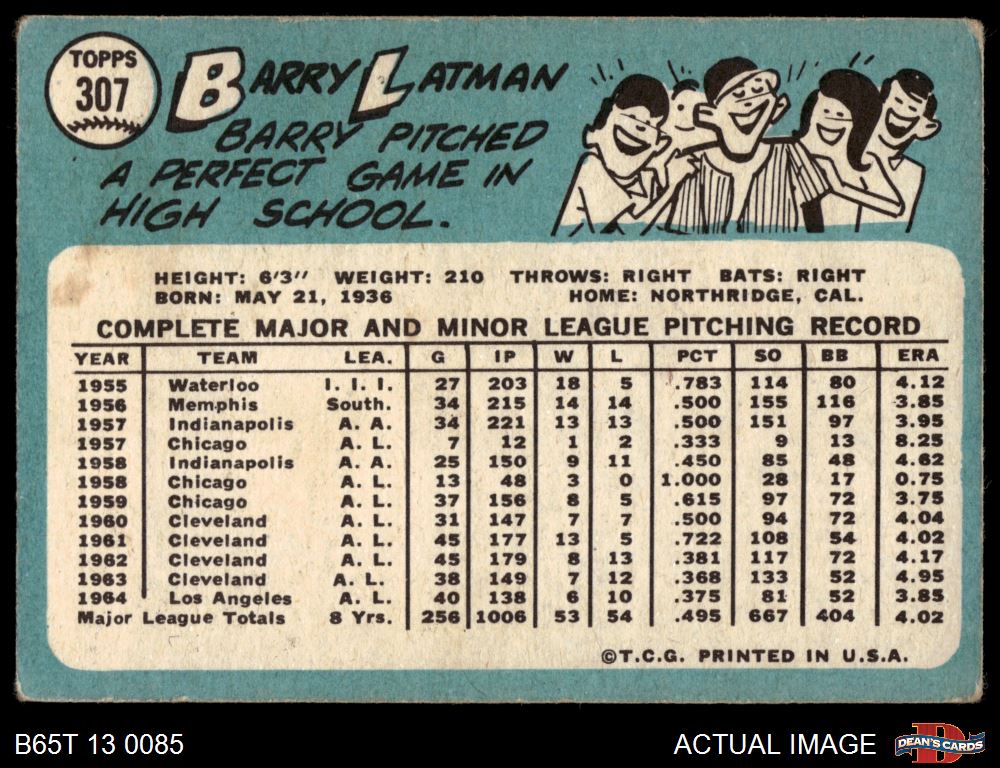 TOPPS
307
BARRY LATMAN
BARRY PITCHED
A PERFECT GAME IN
HIGH SCHOOL.
HEIGHT: 6'3" WEIGHT: 210 THROWS: RIGHT BATS: RIGHT
BORN: MAY 21, 1936 HOME: NORTHRIDGE, CAL.
COMPLETE MAJOR AND MINOR LEAGUE PITCHING RECORD
YEAR TEAM LEA. G IP W L PCT SO BB ERA
1955 Waterloo I. I. I. 27 203 18 5 .783 114 80 4.12
1956 Memphis South. 34 215 14 14 .500 155 116 3.85
1957 Indianapolis A. A. 34 221 13 13 .500 151 97 3.95
1957 Chicago A. L. 7 12 1 2 .333 9 13 8.25
1958 Indianapolis A. A. 25 150 9 11 .450 85 48 4.62
1958 Chicago A. L. 13 48 3 0 1.000 28 17 0.75
1959 Chicago A. L. 37 156 8 5 .615 97 72 3.75
1960 Cleveland A. L. 31 147 7 7 .500 94 72 4.04
1961 Cleveland A. L. 45 177 13 5 .722 108 54 4.02
1962 Cleveland A. L. 45 179 8 13 .381 117 72 4.17
1963 Cleveland A. L. 38 149 7 12 .368 133 52 4.95
1964 Los Angeles A. L. 40 138 6 10 .375 81 52 3.85
Major League Totals 8 Yrs. 256 1006 53 54 .495 667 404 4.02
©T.C.G. PRINTED IN U.S.A.
B65T 13 0085
ACTUAL IMAGE
D
DEAN'S CARDS